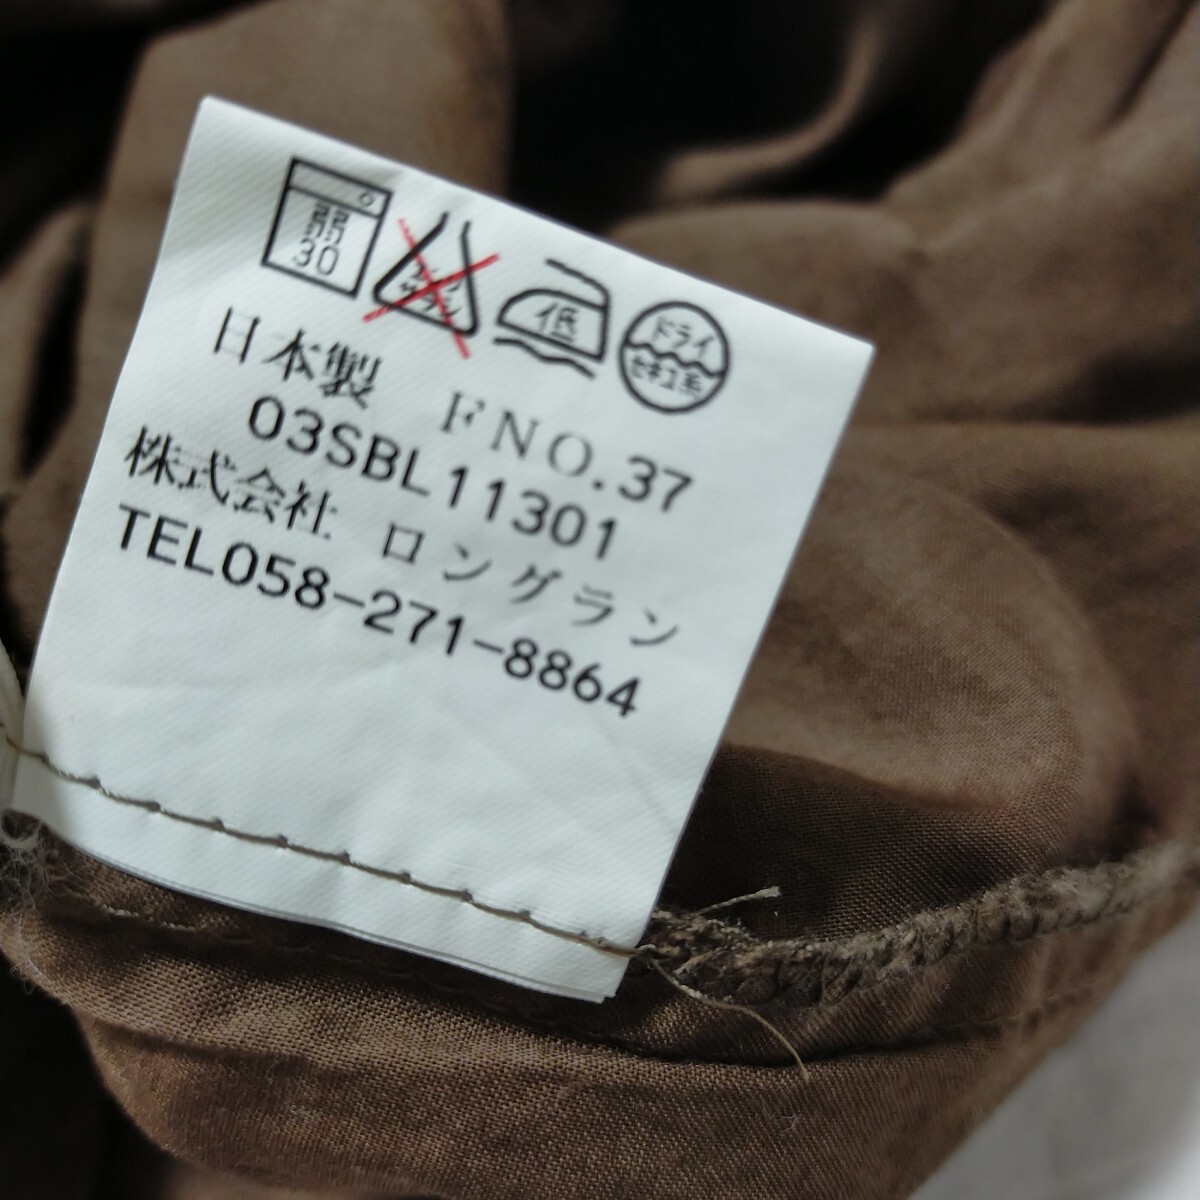 弱
30
エンソ
サラシ
低
ドライ
セキユ系
日本製 FNO.37
03SBL11301
株式会社 ロングラン
TEL058-271-8864